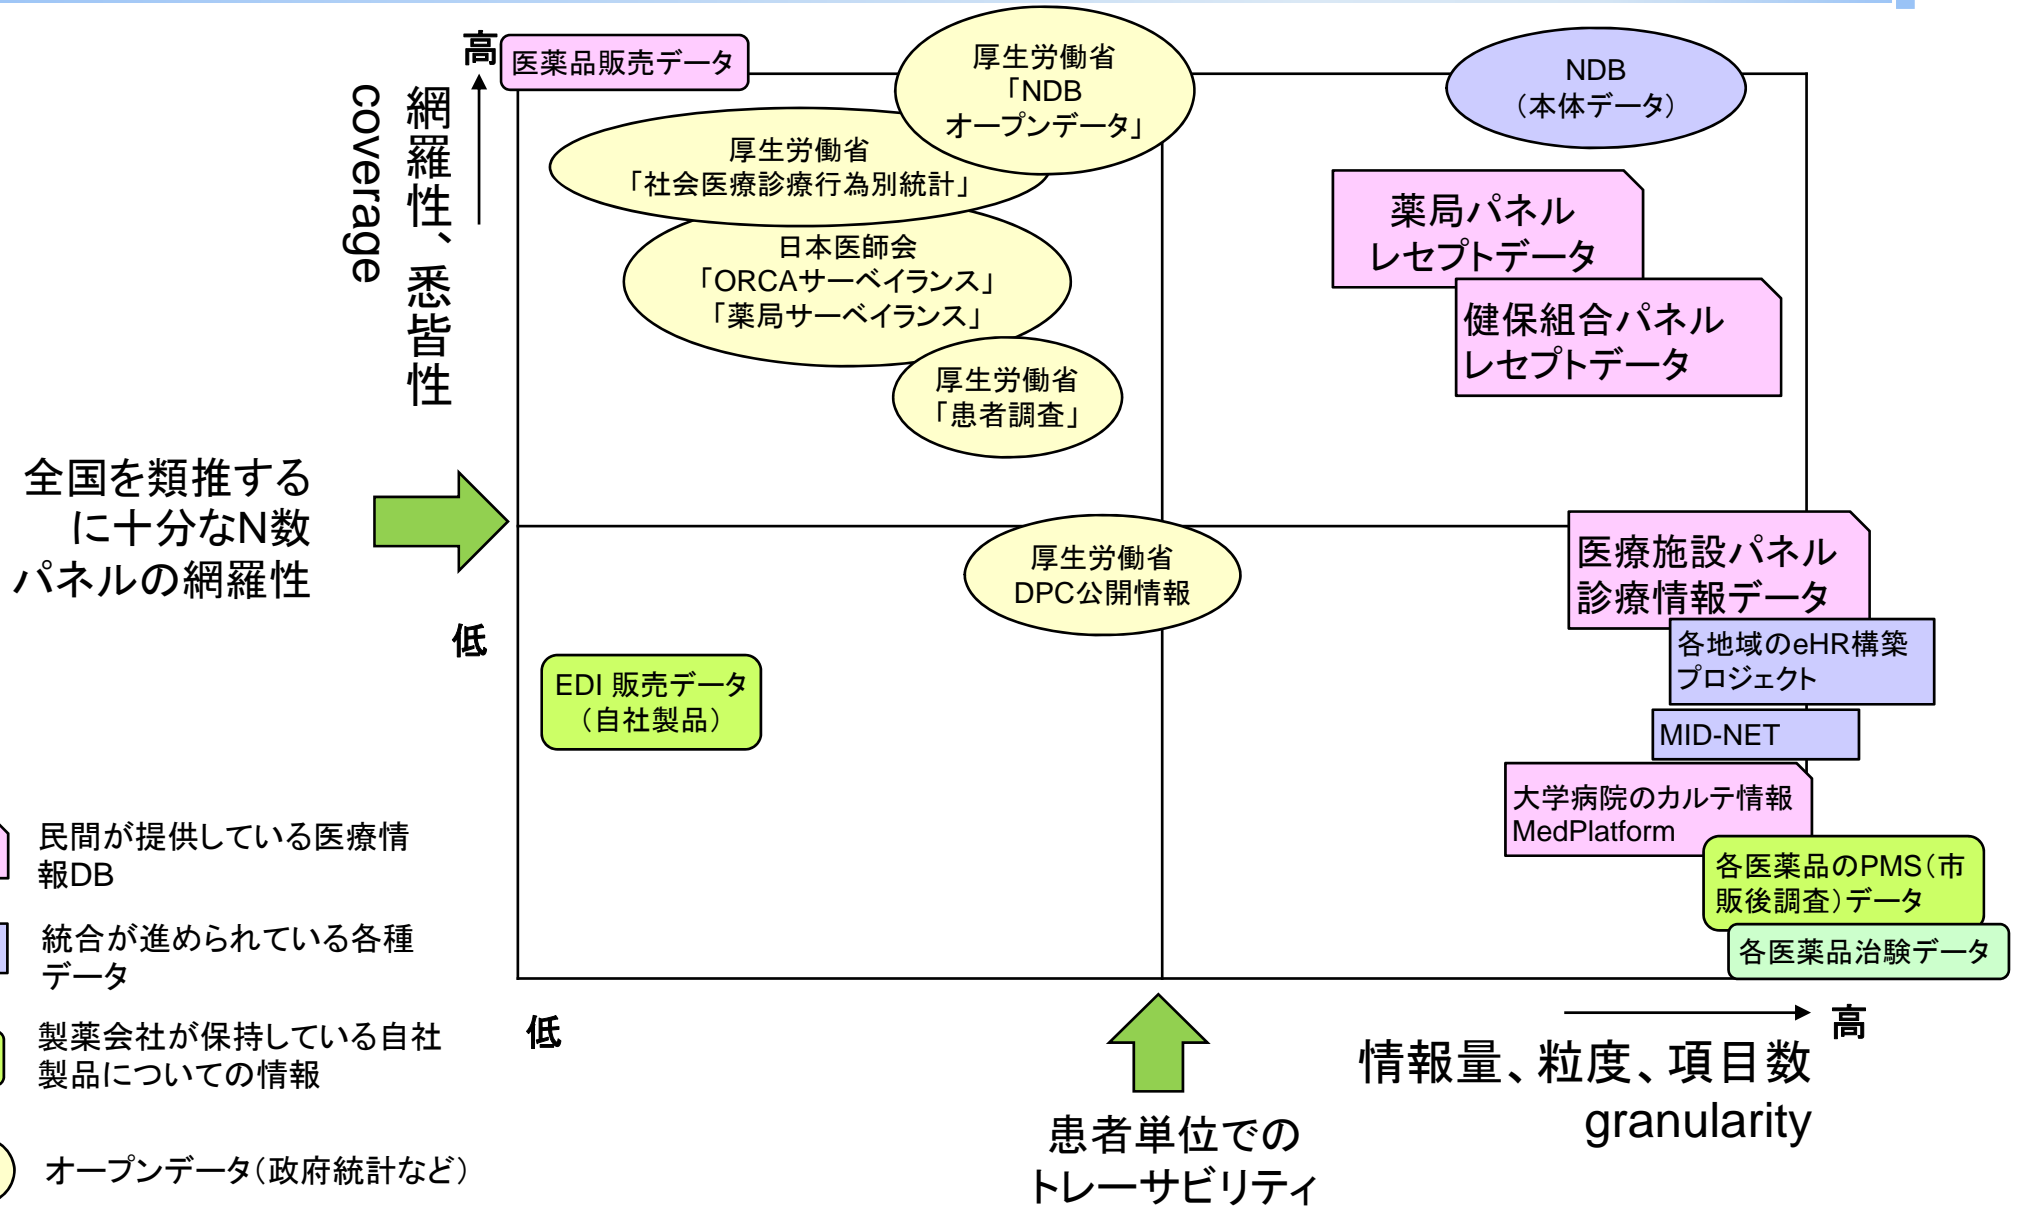 高
医薬品販売データ
厚生労働省
「NDB
オープンデータ」
NDB
（本体データ）
網羅性、悉皆性
coverage
厚生労働省
「社会医療診療行為別統計」
薬局パネル
レセプトデータ
日本医師会
「ORCAサーベイランス」
「薬局サーベイランス」
健保組合パネル
レセプトデータ
厚生労働省
「患者調査」
全国を類推する
に十分なN数
パネルの網羅性
低
厚生労働省
DPC公開情報
医療施設パネル
診療情報データ
各地域のeHR構築
プロジェクト
EDI 販売データ
（自社製品）
MID-NET
大学病院のカルテ情報
MedPlatform
各医薬品のPMS（市
販後調査）データ
各医薬品治験データ
民間が提供している医療情
報DB
統合が進められている各種
データ
製薬会社が保持している自社
製品についての情報
オープンデータ（政府統計など）
低
高
情報量、粒度、項目数
granularity
患者単位での
トレーサビリティ